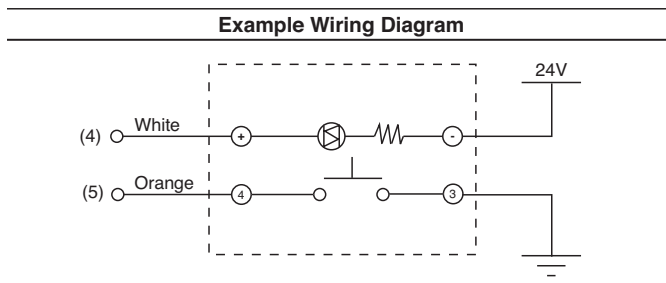 Example Wiring Diagram
24V
(4) White + -
(5) Orange 4 3